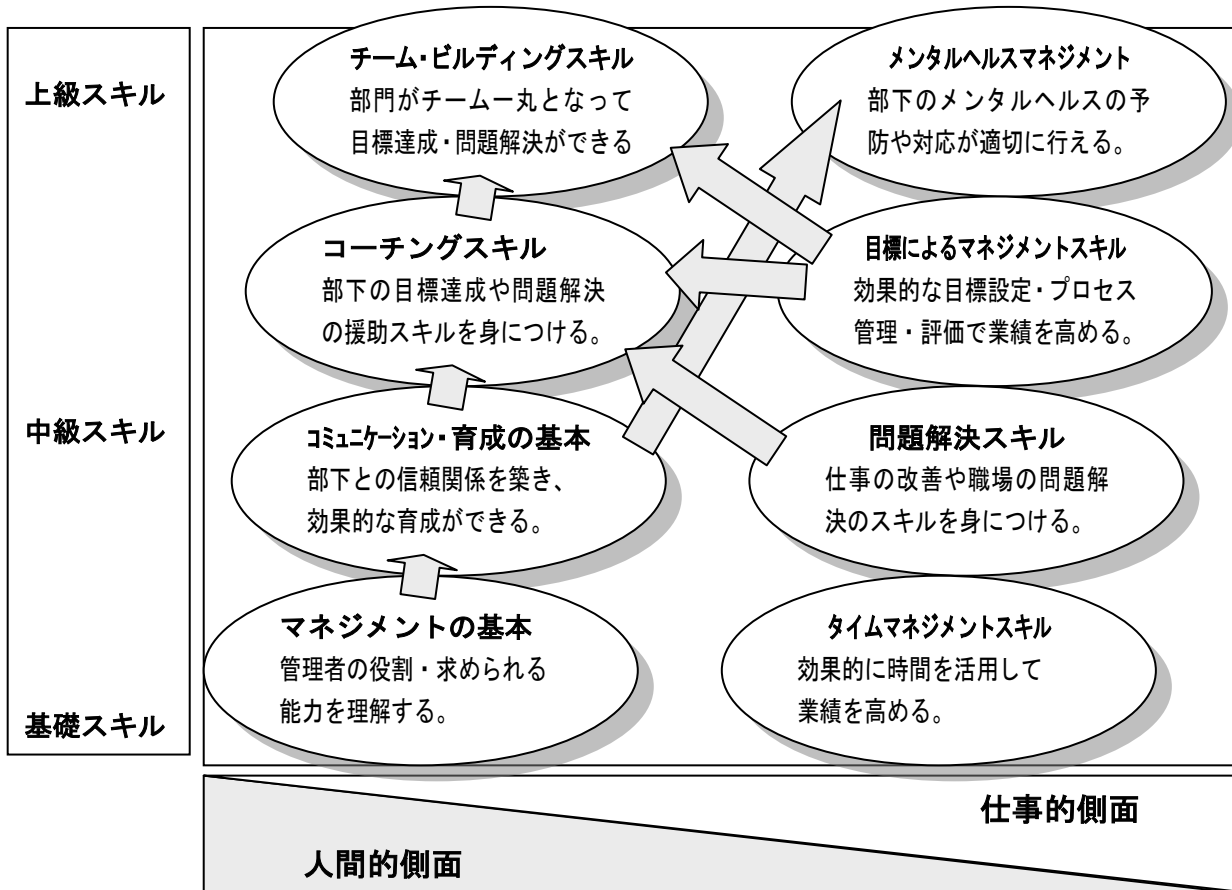 上級スキル
中級スキル
基礎スキル
チーム・ビルディングスキル
部門がチーム一丸となって
目標達成・問題解決ができる
メンタルヘルスマネジメント
部下のメンタルヘルスの予
防や対応が適切に行える。
コーチングスキル
部下の目標達成や問題解決
の援助スキルを身につける。
目標によるマネジメントスキル
効果的な目標設定・プロセス
管理・評価で業績を高める。
コミュニケーション・育成の基本
部下との信頼関係を築き、
効果的な育成ができる。
問題解決スキル
仕事の改善や職場の問題解
決のスキルを身につける。
マネジメントの基本
管理者の役割・求められる
能力を理解する。
タイムマネジメントスキル
効果的に時間を活用して
業績を高める。
仕事的側面
人間的側面